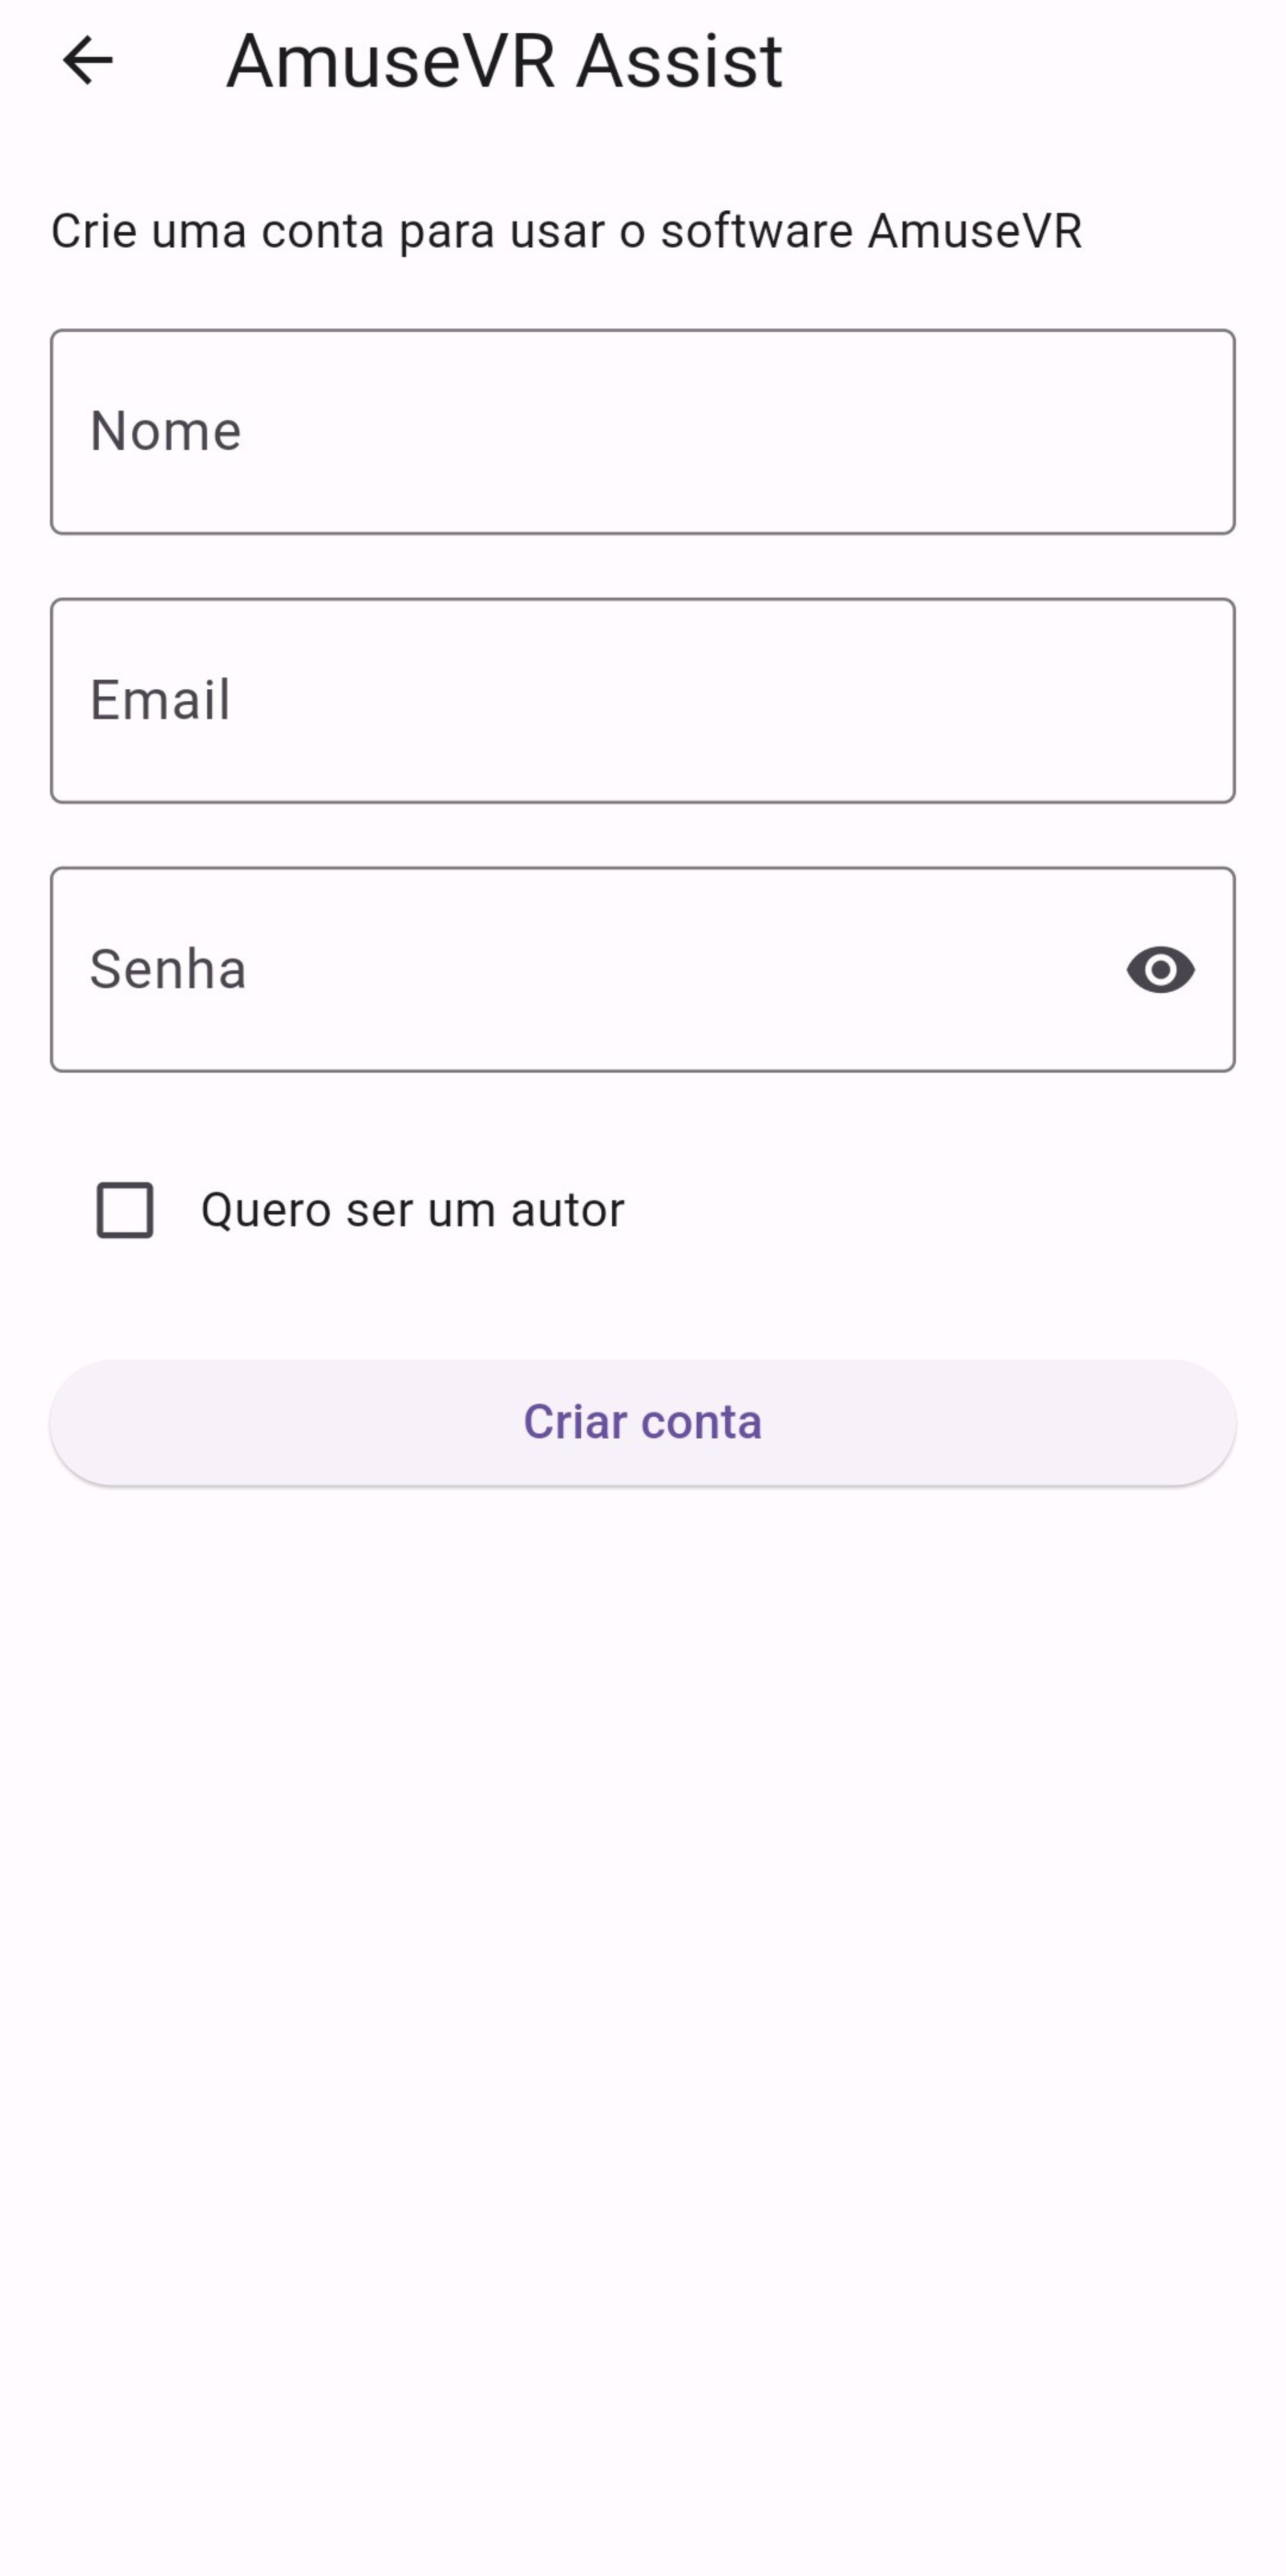 AmuseVR Assist
Crie uma conta para usar o software AmuseVR
Nome
Email
Senha
Quero ser um autor
Criar conta